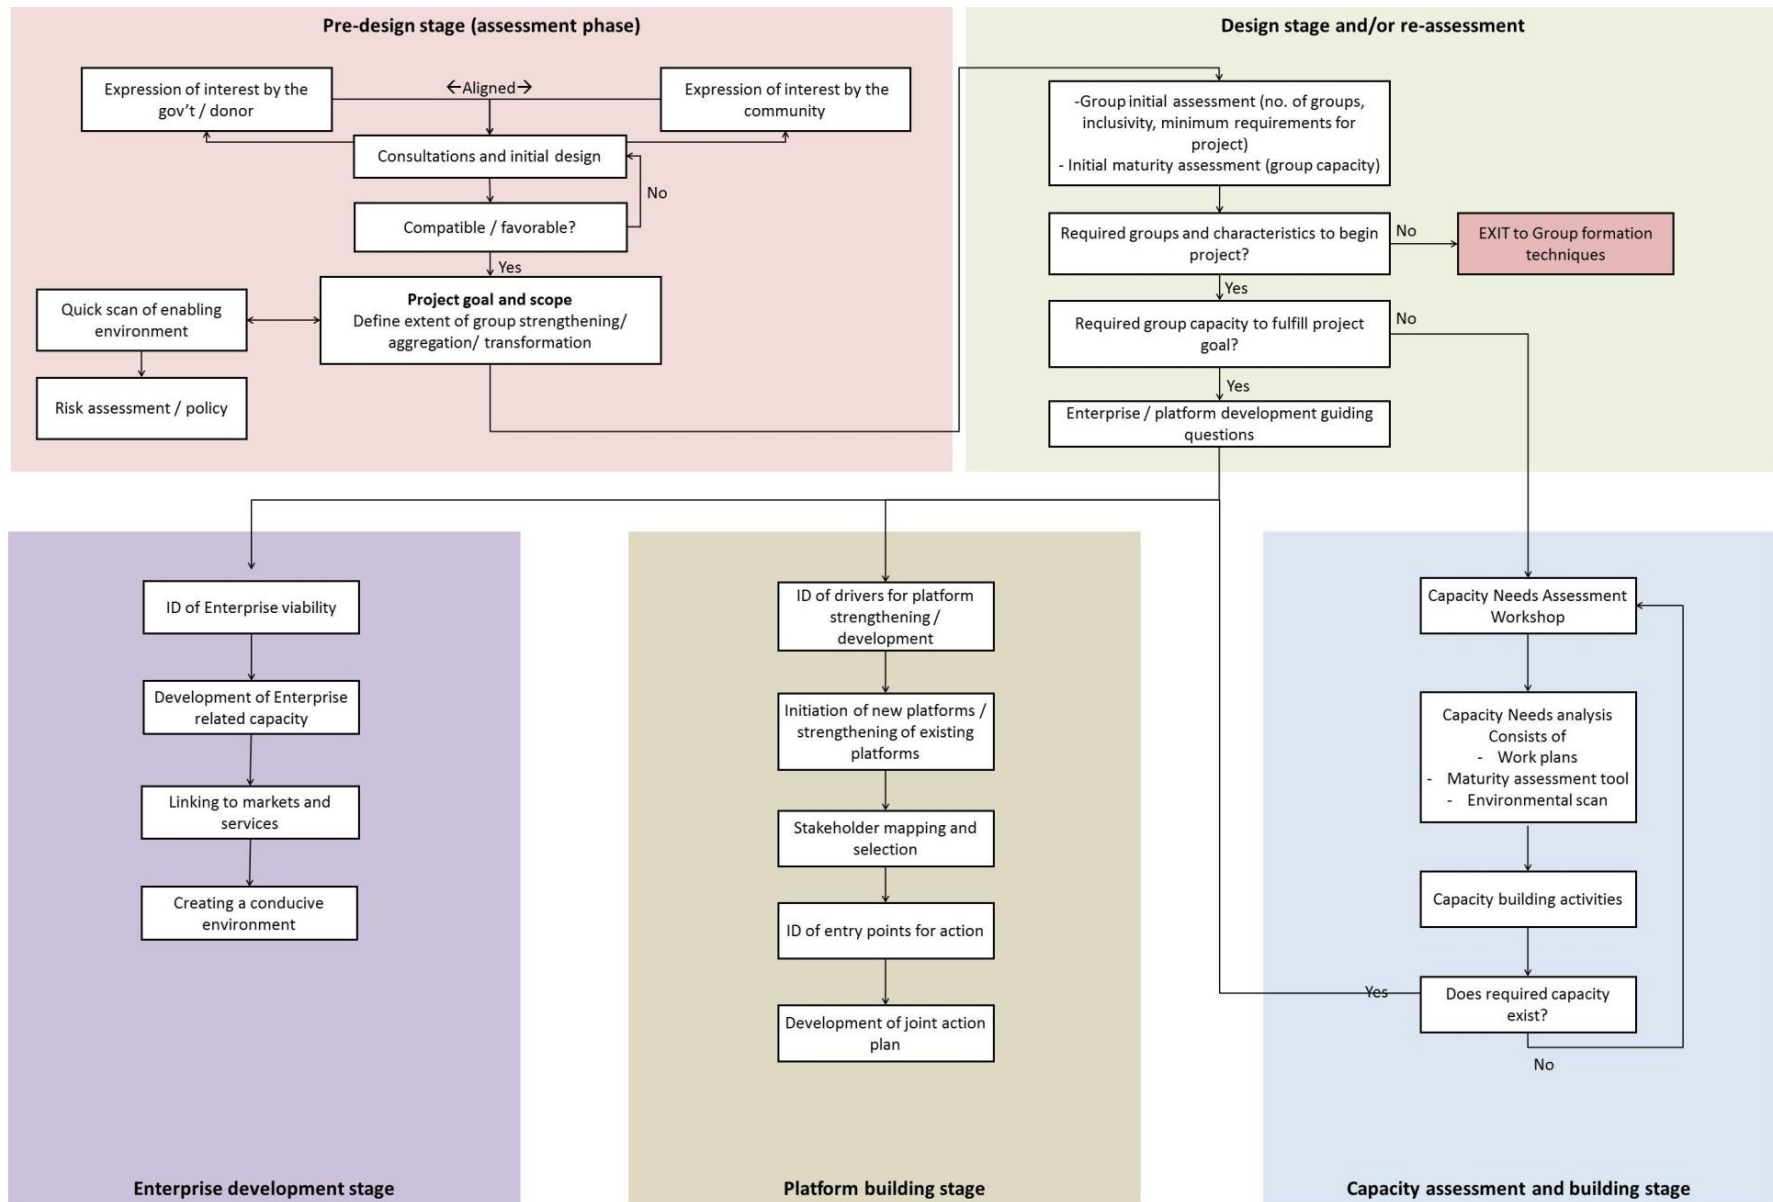 Pre-design stage (assessment phase)
Expression of interest by the
gov't / donor
←Aligned→
Expression of interest by the
community
Consultations and initial design
No
Compatible / favorable?
Yes
Project goal and scope
Define extent of group strengthening/
aggregation/ transformation
Quick scan of enabling
environment
Risk assessment / policy
Design stage and/or re-assessment
-Group initial assessment (no. of groups,
inclusivity, minimum requirements for
project)
- Initial maturity assessment (group capacity)
Required groups and characteristics to begin
project?
No
EXIT to Group formation
techniques
Yes
Required group capacity to fulfill project
goal?
No
Yes
Enterprise / platform development guiding
questions
ID of Enterprise viability
Development of Enterprise
related capacity
Linking to markets and
services
Creating a conducive
environment
Enterprise development stage
ID of drivers for platform
strengthening /
development
Initiation of new platforms /
strengthening of existing
platforms
Stakeholder mapping and
selection
ID of entry points for action
Development of joint action
plan
Platform building stage
Capacity Needs Assessment
Workshop
Capacity Needs analysis
Consists of
- Work plans
- Maturity assessment tool
- Environmental scan
Capacity building activities
Yes
Does required capacity
exist?
No
Capacity assessment and building stage